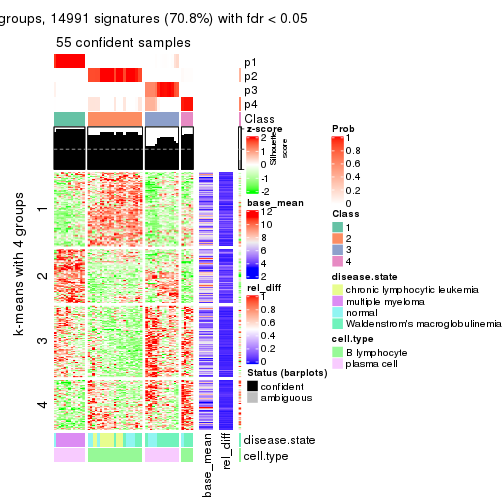 groups, 14991 signatures (70.8%) with fdr < 0.05
55 confident samples
p1
p2
p3
p4
Class
Silhouette
score
1
2
3
4
k-means with 4 groups
z-score
2
1
0
-1
-2
base_mean
12
10
8
6
4
2
rel_diff
1
0.8
0.6
0.4
0.2
0
Status (barplots)
confident
ambiguous
Prob
1
0.8
0.6
0.4
0.2
0
Class
1
2
3
4
disease.state
chronic lymphocytic leukemia
multiple myeloma
normal
Waldenstrom's macroglobulinemia
cell.type
B lymphocyte
plasma cell
disease.state
cell.type
base_mean
rel_diff